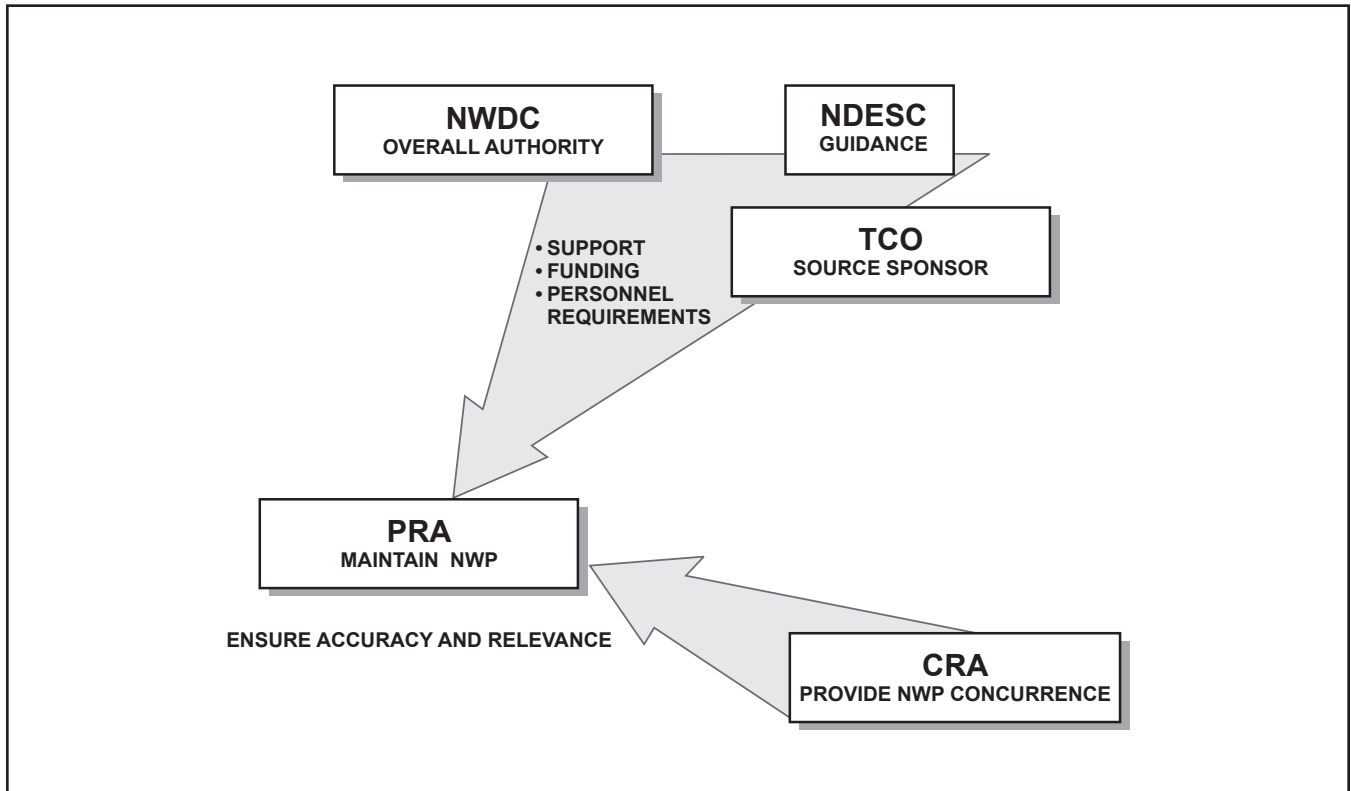 NWDC
OVERALL AUTHORITY
NDESC
GUIDANCE
TCO
SOURCE SPONSOR
• SUPPORT
• FUNDING
• PERSONNEL
REQUIREMENTS
PRA
MAINTAIN NWP
ENSURE ACCURACY AND RELEVANCE
CRA
PROVIDE NWP CONCURRENCE